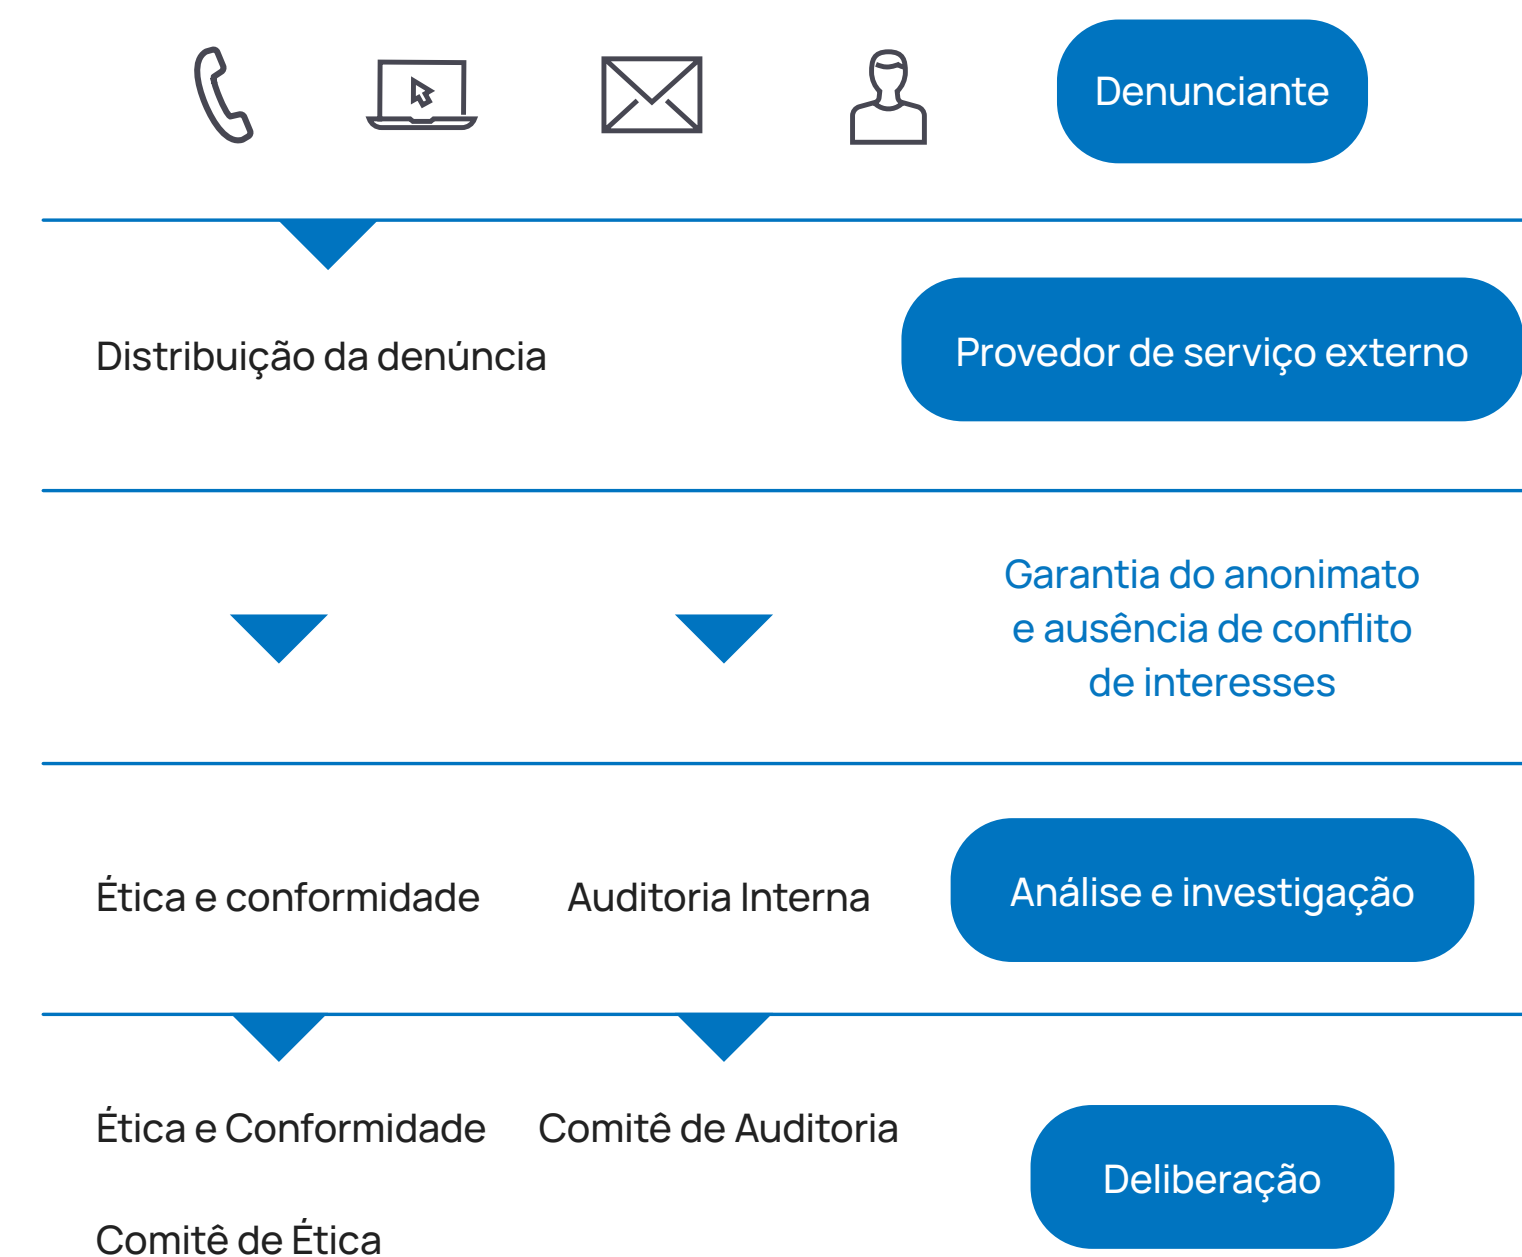 Denunciante
Distribuição da denúncia
Provedor de serviço externo
Garantia do anonimato
e ausência de conflito
de interesses
Ética e conformidade
Auditoria Interna
Análise e investigação
Ética e Conformidade
Comitê de Auditoria
Deliberação
Comitê de Ética